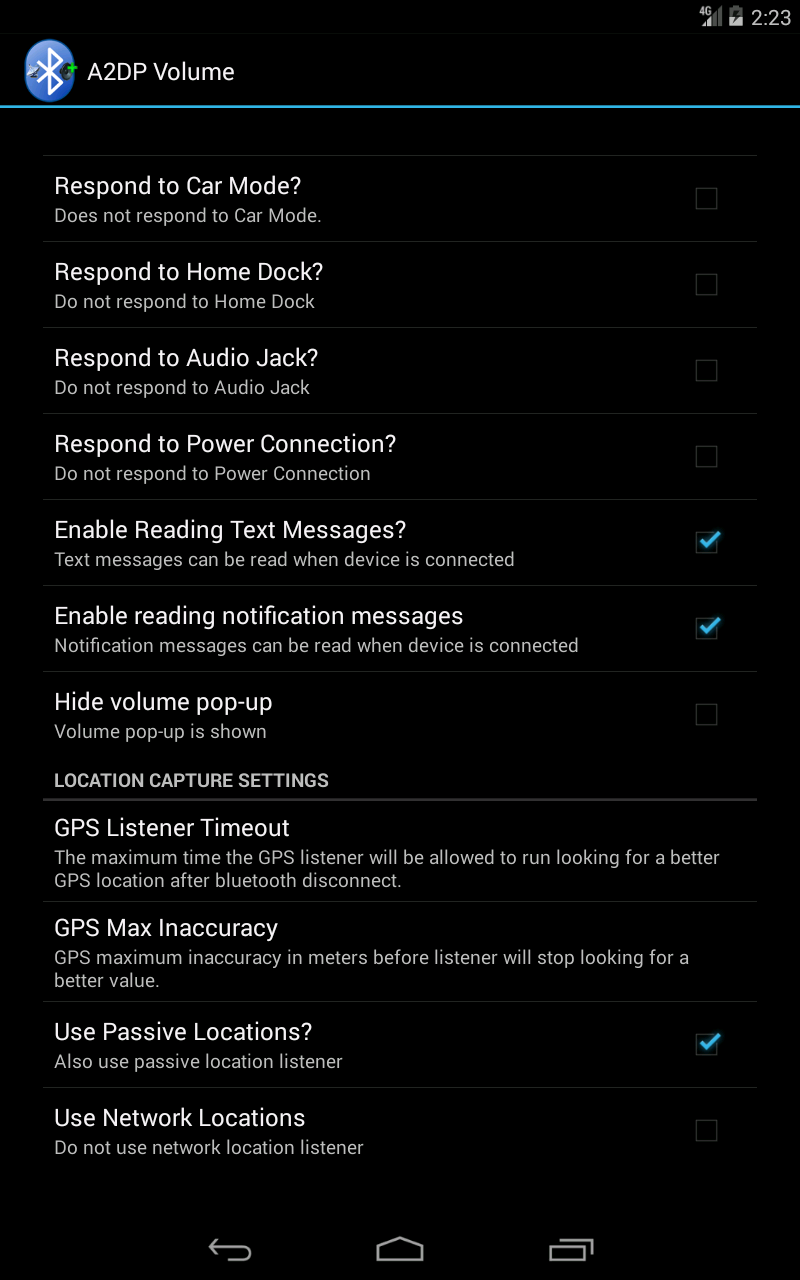 4G 2:23
A2DP Volume
Respond to Car Mode?
Does not respond to Car Mode.
Respond to Home Dock?
Do not respond to Home Dock
Respond to Audio Jack?
Do not respond to Audio Jack
Respond to Power Connection?
Do not respond to Power Connection
Enable Reading Text Messages?
Text messages can be read when device is connected
Enable reading notification messages
Notification messages can be read when device is connected
Hide volume pop-up
Volume pop-up is shown
LOCATION CAPTURE SETTINGS
GPS Listener Timeout
The maximum time the GPS listener will be allowed to run looking for a better
GPS location after bluetooth disconnect.
GPS Max Inaccuracy
GPS maximum inaccuracy in meters before listener will stop looking for a
better value.
Use Passive Locations?
Also use passive location listener
Use Network Locations
Do not use network location listener